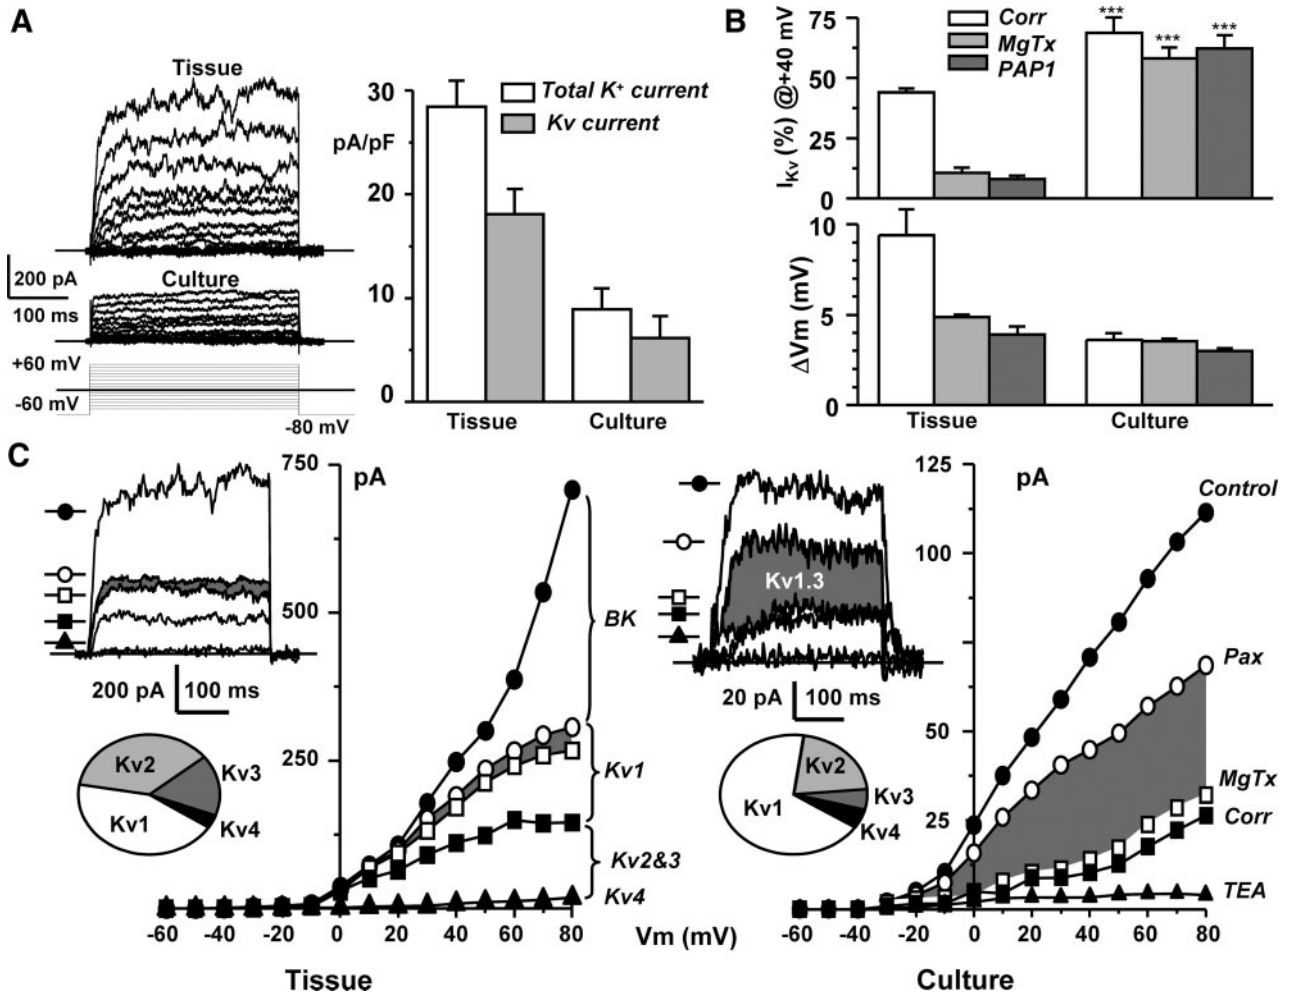 A
Tissue
200 pA
100 ms
Culture
+60 mV
-60 mV
-80 mV
30
20
10
0
pA/pF
Total K⁺ current
Kv current
Tissue
Culture
B
75
50
25
0
I_Kv (%) @+40 mV
Corr
MgTx
PAP1
***
***
***
10
5
0
ΔVm (mV)
Tissue
Culture
C
750
500
250
pA
200 pA
100 ms
Kv2
Kv3
Kv1
Kv4
BK
Kv1
Kv2&3
Kv4
-60
-40
-20
0
20
40
60
80
Vm (mV)
Tissue
Kv1.3
20 pA
100 ms
Kv2
Kv1
Kv3
Kv4
125
100
50
25
pA
Control
Pax
MgTx
Corr
TEA
-60
-40
-20
0
20
40
60
80
Culture